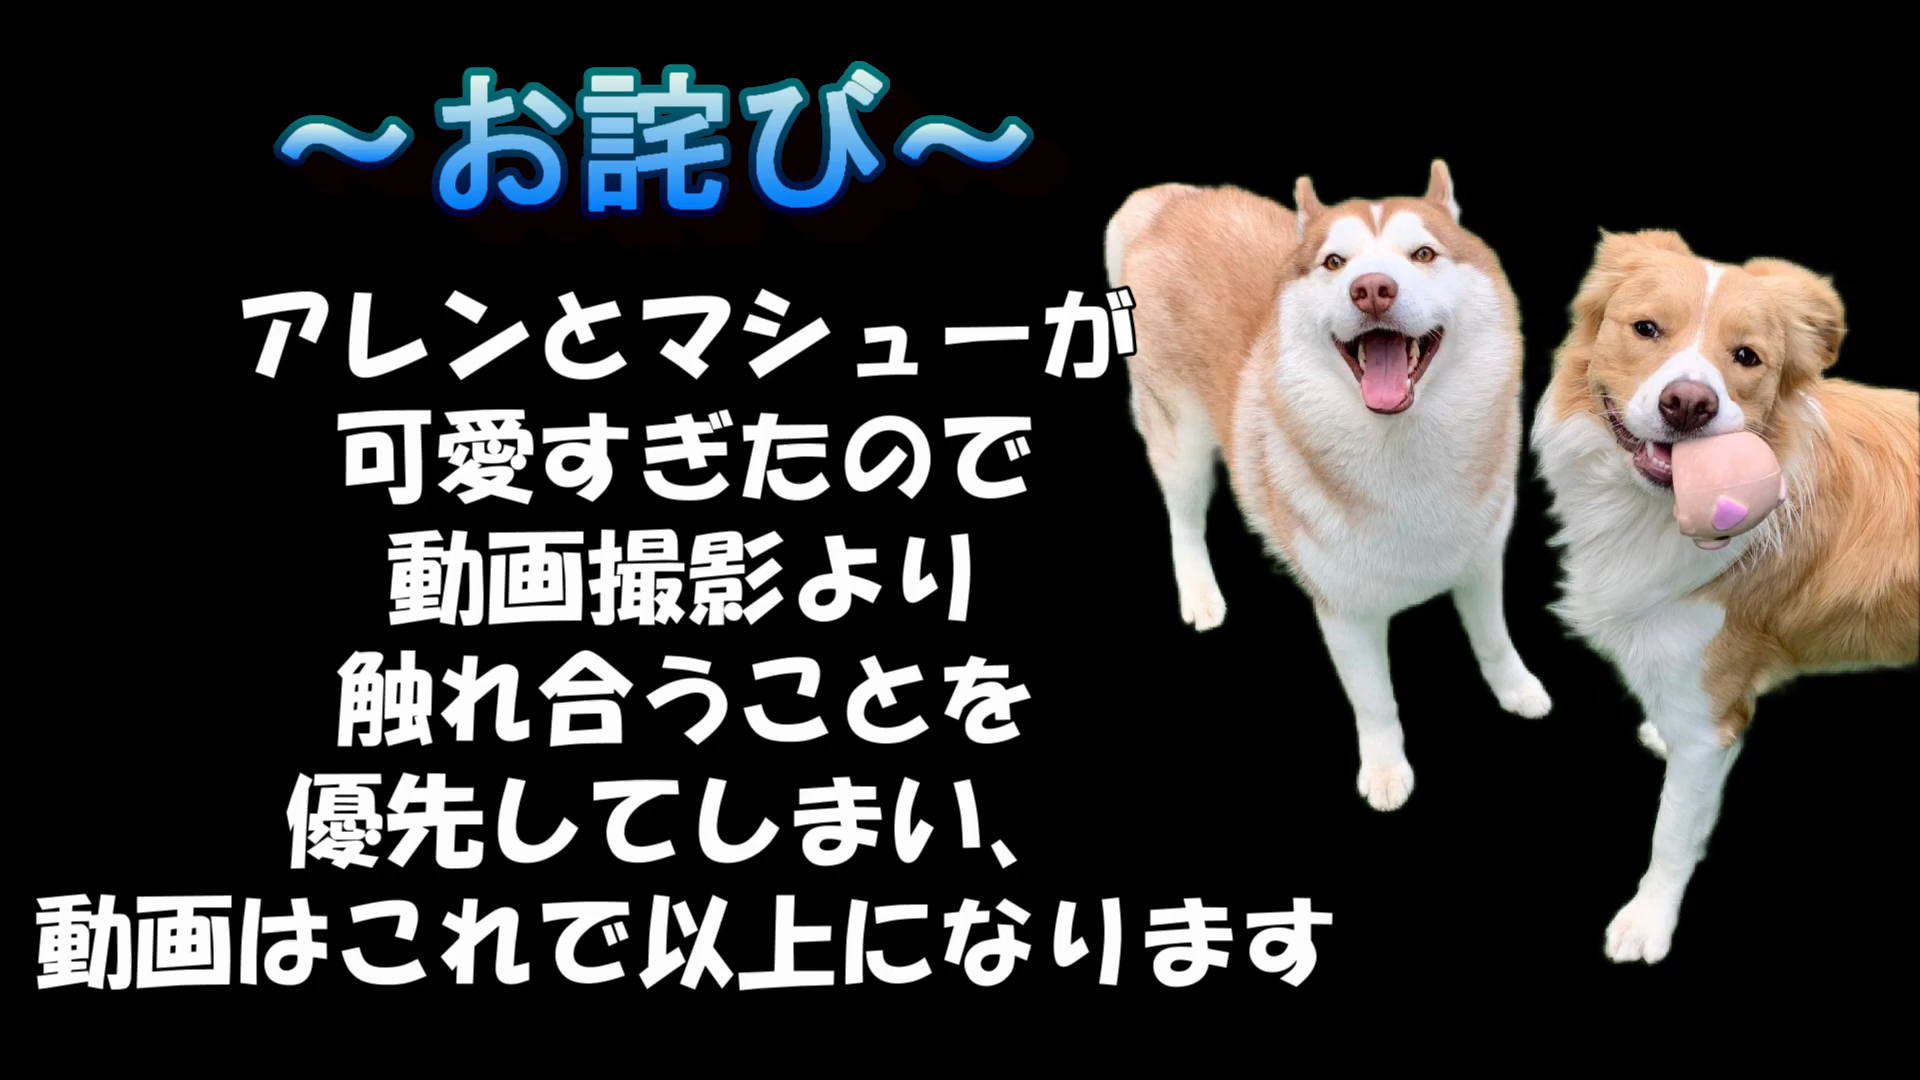 ～お詫び～
アレンとマシューが
可愛すぎたので
動画撮影より
触れ合うことを
優先してしまい、
動画はこれで以上になります